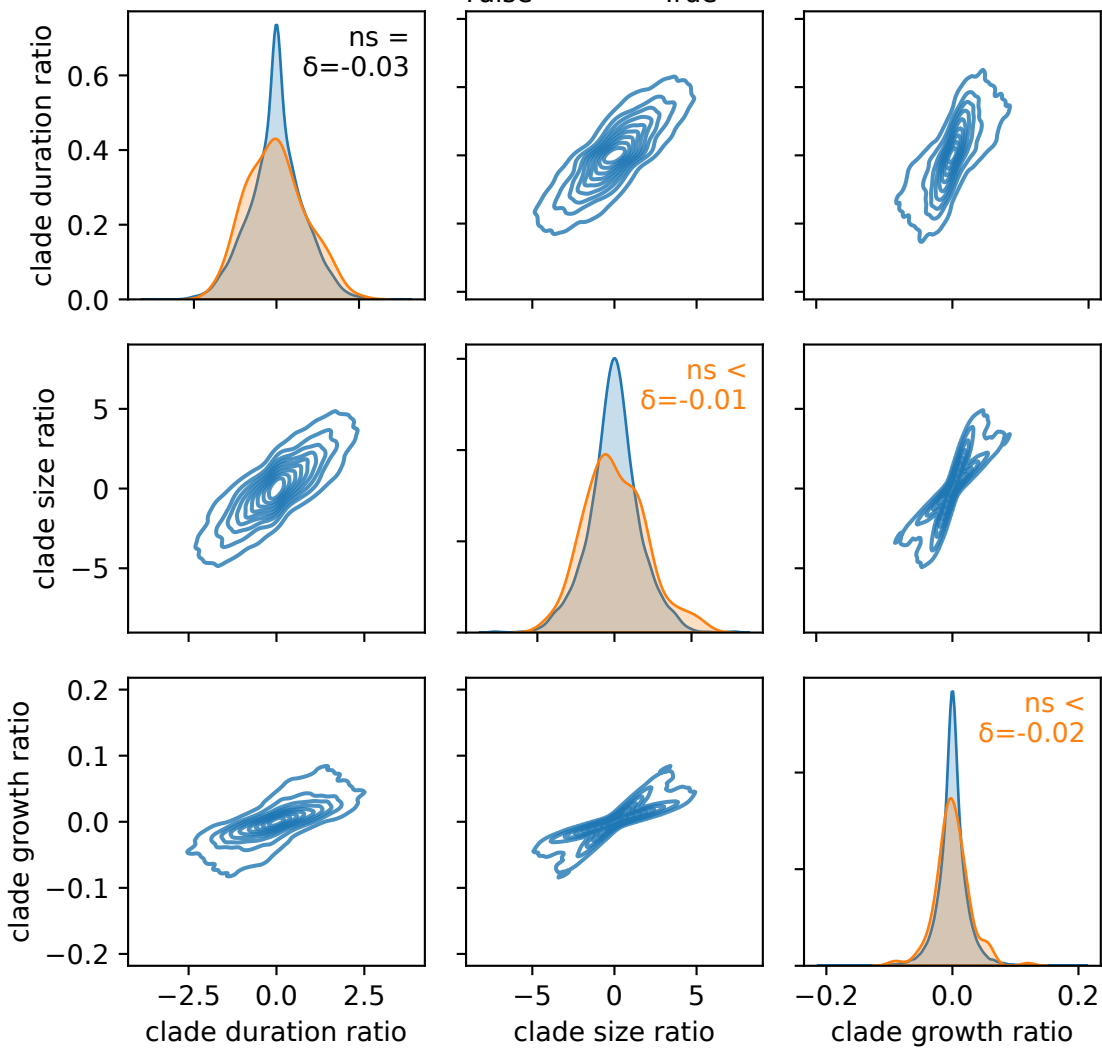 True
clade duration ratio
0.6
0.4
0.2
0.0
ns =
δ=-0.03
clade size ratio
5
0
−5
ns <
δ=-0.01
clade growth ratio
0.2
0.1
0.0
−0.1
−0.2
ns <
δ=-0.02
−2.5
0.0
2.5
−5
0
5
−0.2
0.0
0.2
clade duration ratio
clade size ratio
clade growth ratio